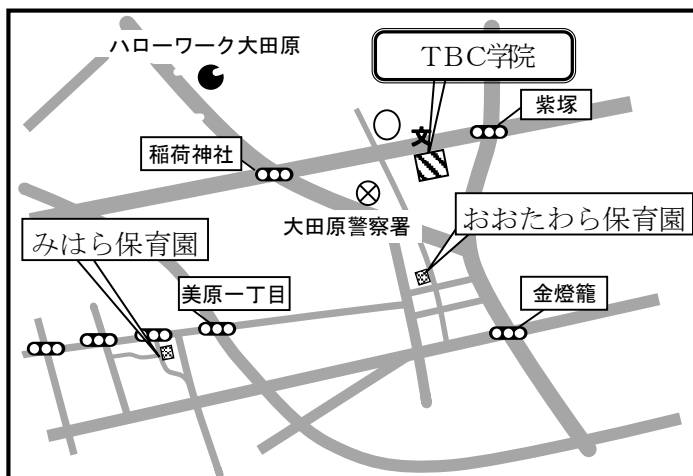 ハローワーク大田原
TBC学院
紫塚
文
稲荷神社
大田原警察署
おおたわら保育園
みはら保育園
美原一丁目
金燈籠